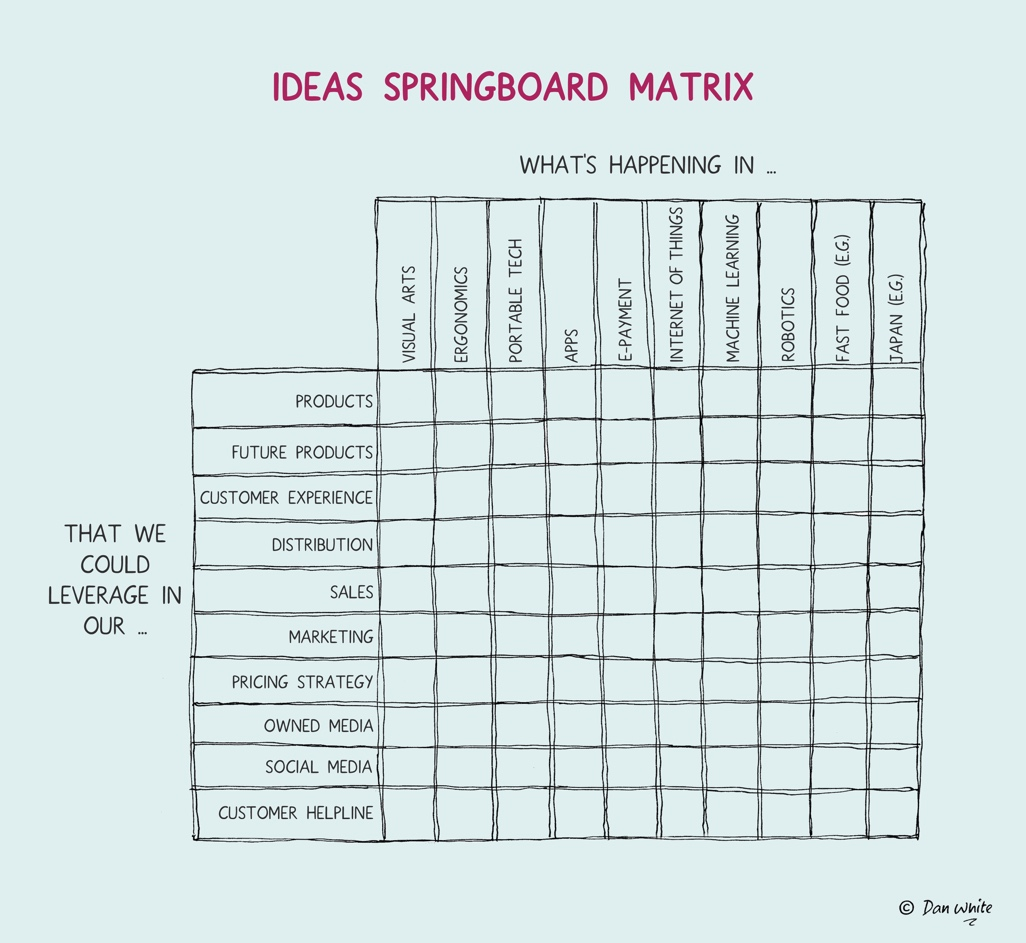 IDEAS SPRINGBOARD MATRIX
WHAT'S HAPPENING IN ...
VISUAL ARTS
ERGONOMICS
PORTABLE TECH
APPS
E-PAYMENT
INTERNET OF THINGS
MACHINE LEARNING
ROBOTICS
FAST FOOD (E.G.)
JAPAN (E.G.)
THAT WE
COULD
LEVERAGE IN
OUR ...
PRODUCTS
FUTURE PRODUCTS
CUSTOMER EXPERIENCE
DISTRIBUTION
SALES
MARKETING
PRICING STRATEGY
OWNED MEDIA
SOCIAL MEDIA
CUSTOMER HELPLINE
© Dan White